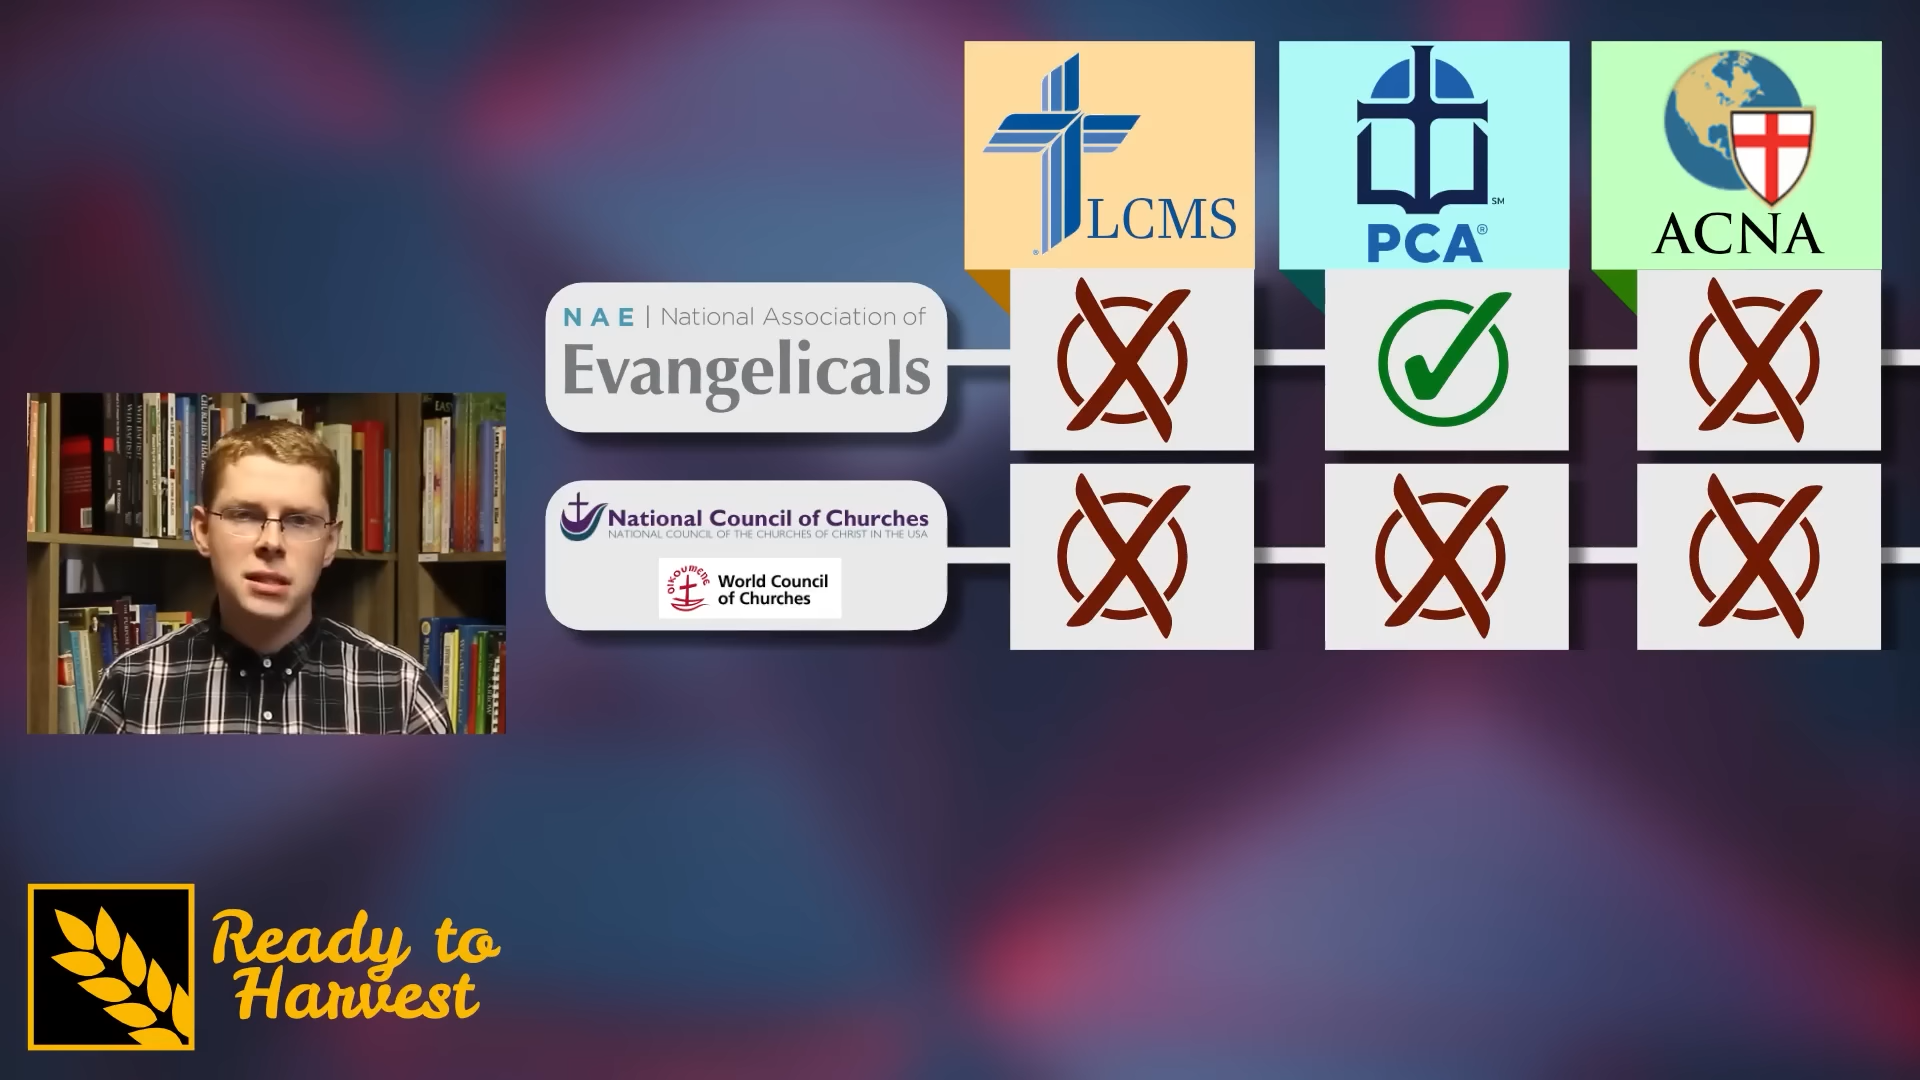 LCMS
PCA®
SM
ACNA
NAE | National Association of
Evangelicals
National Council of Churches
NATIONAL COUNCIL OF THE CHURCHES OF CHRIST IN THE USA
OIKOUMENE
World Council
of Churches
Ready to
Harvest